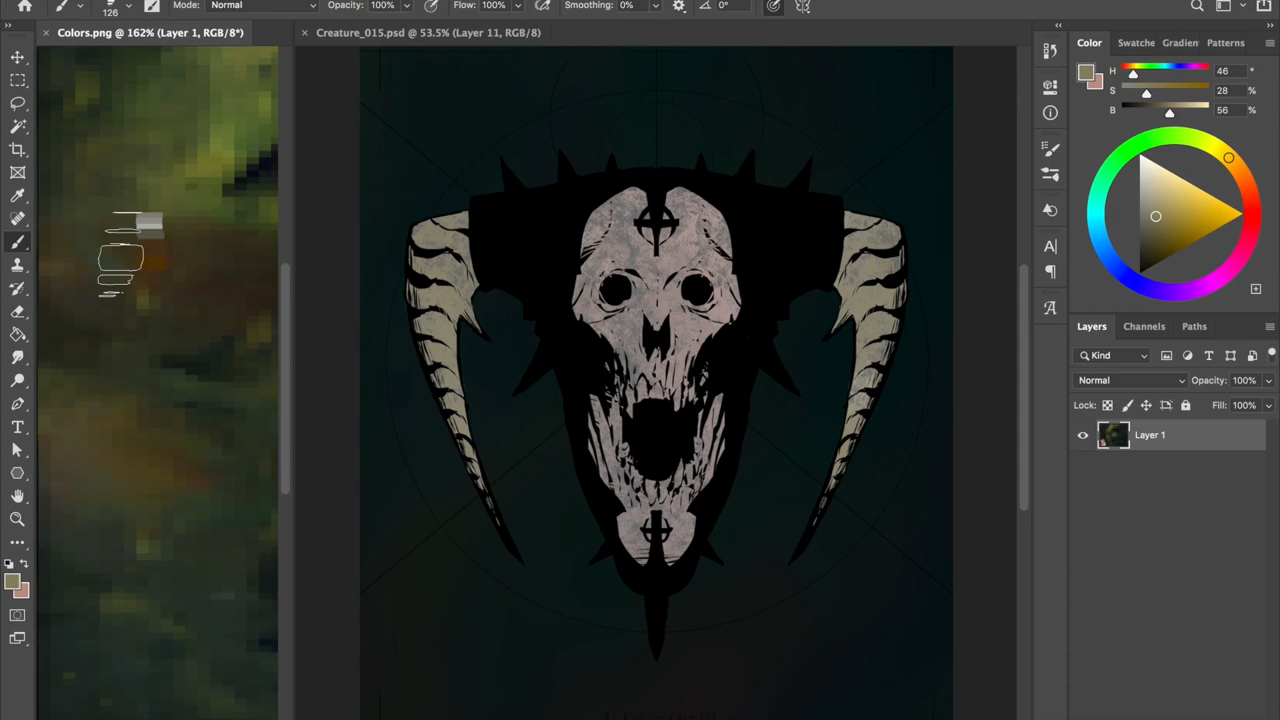 126
Mode: Normal Opacity: 100% Flow: 100% Smoothing: 0% 0°
Colors.png @ 162% (Layer 1, RGB/8*)
Creature_015.psd @ 53.5% (Layer 11, RGB/8)
Color Swatche Gradien Patterns
H 46 °
S 28 %
B 56 %
Layers Channels Paths
Kind
Normal Opacity: 100%
Lock: Fill: 100%
Layer 1